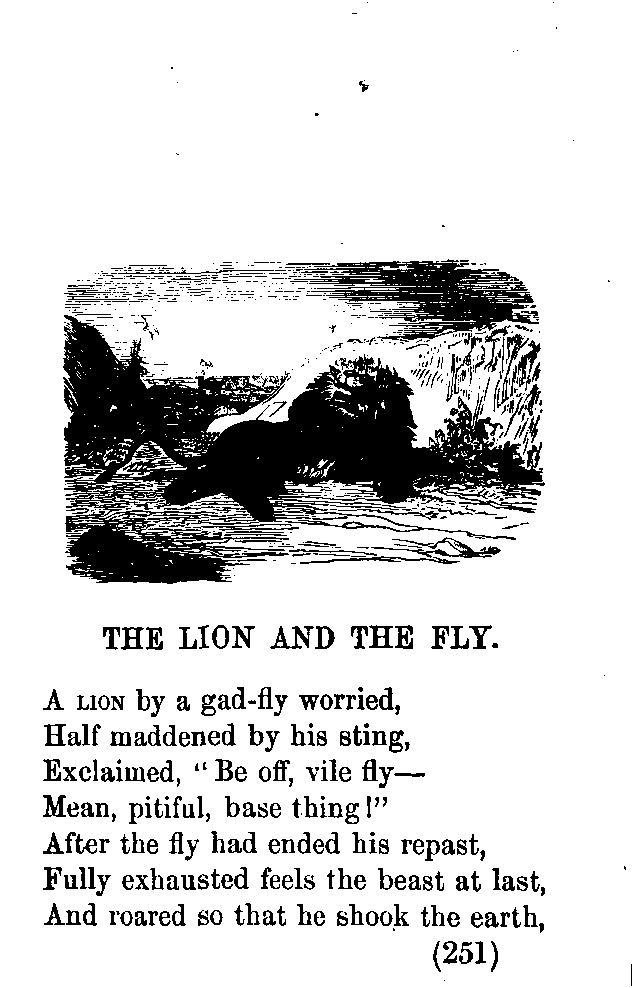 THE LION AND THE FLY.
A LION by a gad-fly worried,
Half maddened by his sting,
Exclaimed, "Be off, vile fly—
Mean, pitiful, base thing!"
After the fly had ended his repast,
Fully exhausted feels the beast at last,
And roared so that he shook the earth,
(251)